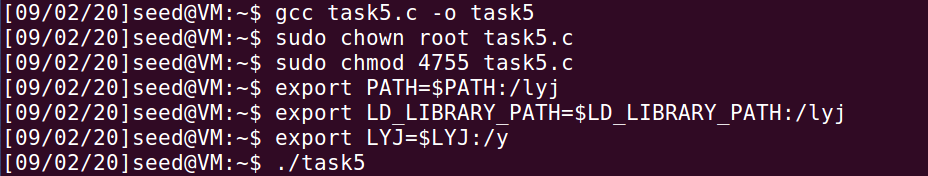 [09/02/20]seed@VM:~$ gcc task5.c -o task5
[09/02/20]seed@VM:~$ sudo chown root task5.c
[09/02/20]seed@VM:~$ sudo chmod 4755 task5.c
[09/02/20]seed@VM:~$ export PATH=$PATH:/lyj
[09/02/20]seed@VM:~$ export LD_LIBRARY_PATH=$LD_LIBRARY_PATH:/lyj
[09/02/20]seed@VM:~$ export LYJ=$LYJ:/y
[09/02/20]seed@VM:~$ ./task5